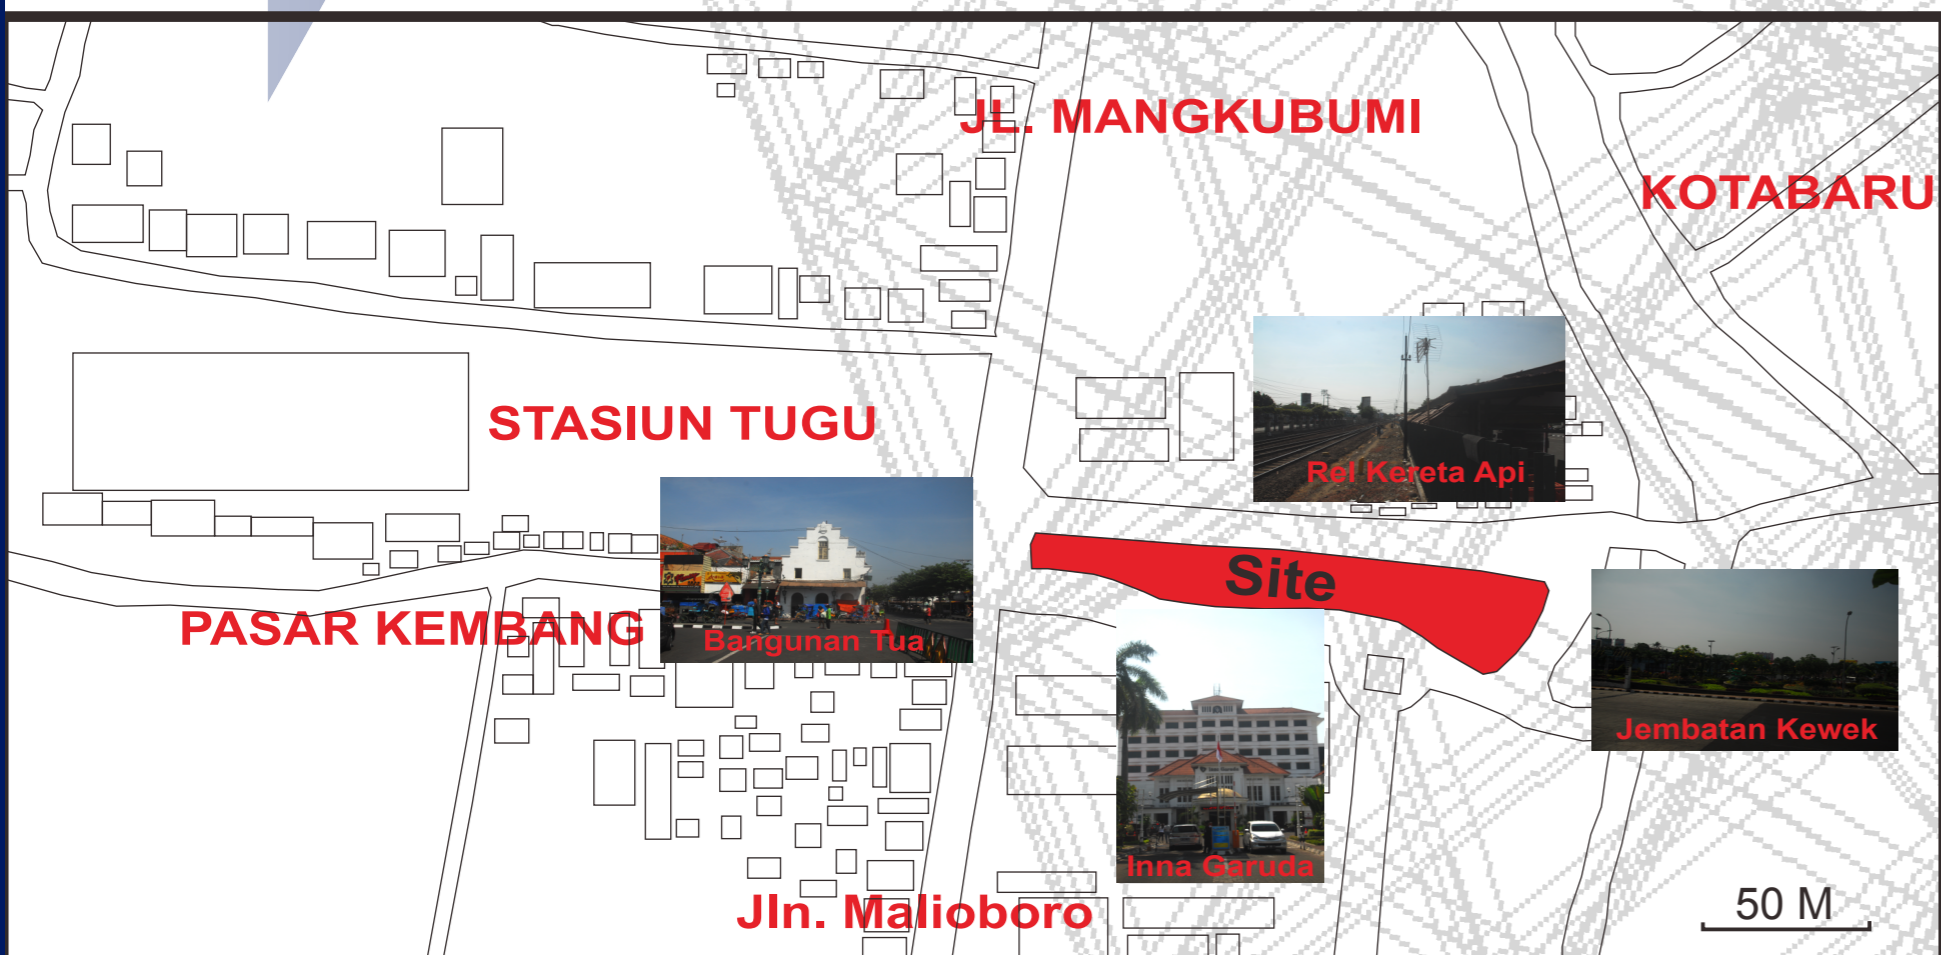 JL. MANGKUBUMI
KOTABARU
STASIUN TUGU
Rel Kereta Api
Site
PASAR KEMBANG
Bangunan Tua
Jembatan Kewek
Inna Garuda
Jln. Malioboro
50 M